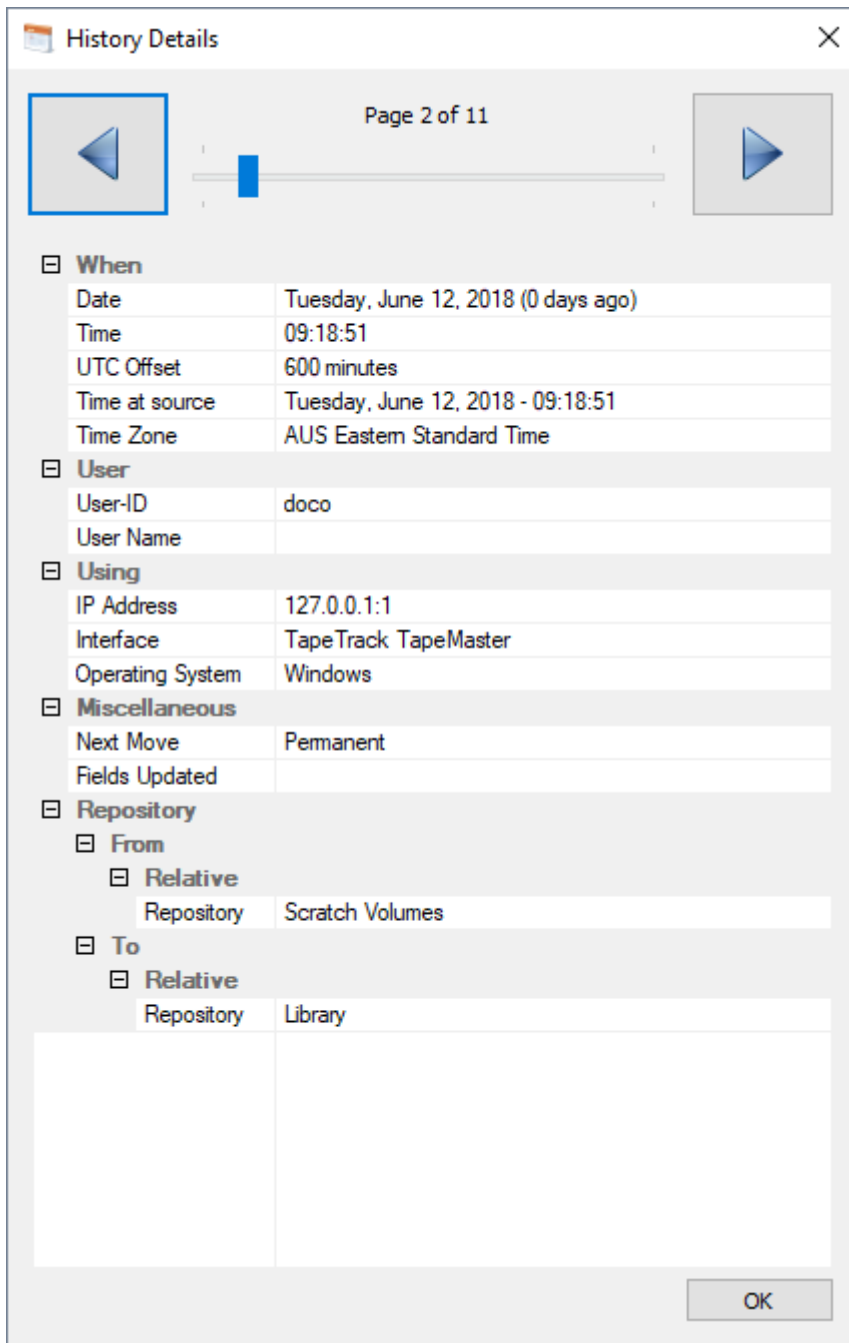 History Details
Page 2 of 11
When
Date Tuesday, June 12, 2018 (0 days ago)
Time 09:18:51
UTC Offset 600 minutes
Time at source Tuesday, June 12, 2018 - 09:18:51
Time Zone AUS Eastern Standard Time
User
User-ID doco
User Name
Using
IP Address 127.0.0.1:1
Interface TapeTrack TapeMaster
Operating System Windows
Miscellaneous
Next Move Permanent
Fields Updated
Repository
From
Relative
Repository Scratch Volumes
To
Relative
Repository Library
OK